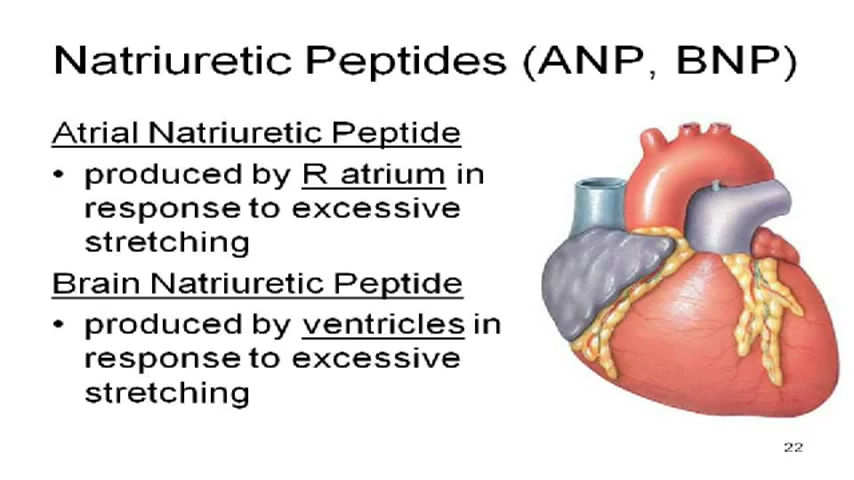 Natriuretic Peptides (ANP, BNP)
Atrial Natriuretic Peptide
• produced by R atrium in
response to excessive
stretching
Brain Natriuretic Peptide
• produced by ventricles in
response to excessive
stretching
22